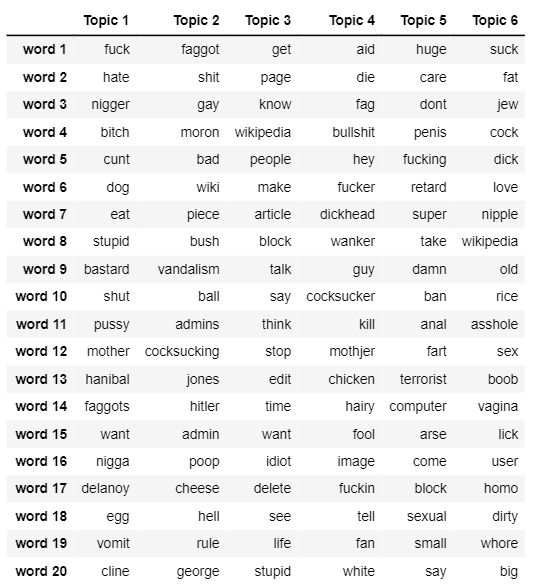 Topic 1 Topic 2 Topic 3 Topic 4 Topic 5 Topic 6
word 1 fuck faggot get aid huge suck
word 2 hate shit page die care fat
word 3 nigger gay know fag dont jew
word 4 bitch moron wikipedia bullshit penis cock
word 5 cunt bad people hey fucking dick
word 6 dog wiki make fucker retard love
word 7 eat piece article dickhead super nipple
word 8 stupid bush block wanker take wikipedia
word 9 bastard vandalism talk guy damn old
word 10 shut ball say cocksucker ban rice
word 11 pussy admins think kill anal asshole
word 12 mother cocksucking stop mothjer fart sex
word 13 hanibal jones edit chicken terrorist boob
word 14 faggots hitler time hairy computer vagina
word 15 want admin want fool arse lick
word 16 nigga poop idiot image come user
word 17 delanoy cheese delete fuckin block homo
word 18 egg hell see tell sexual dirty
word 19 vomit rule life fan small whore
word 20 cline george stupid white say big